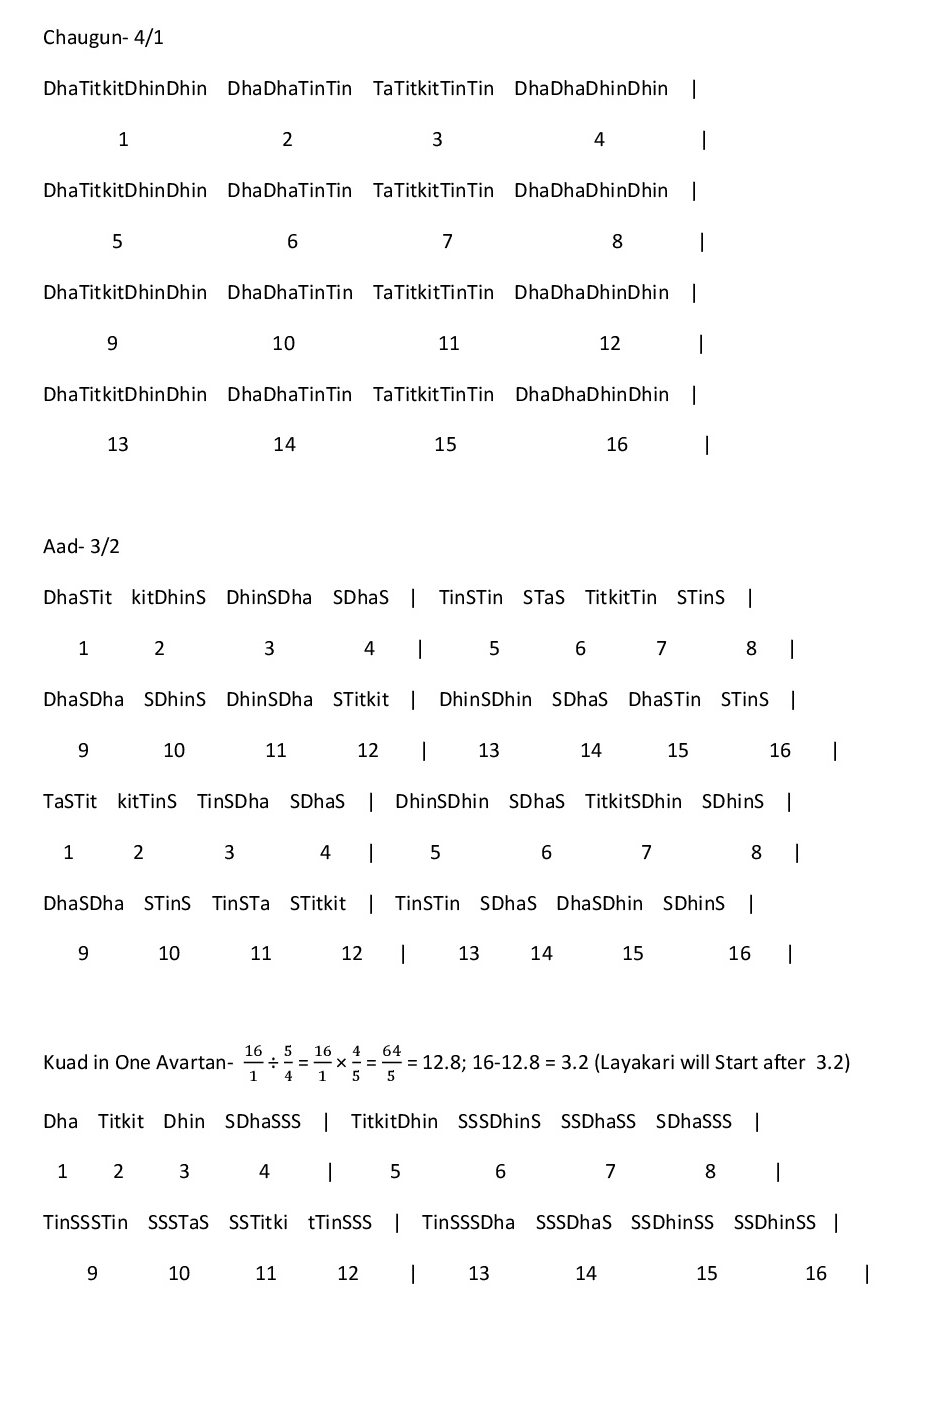 Chaugun- 4/1
DhaTitkitDhinDhin DhaDhaTinTin TaTitkitTinTin DhaDhaDhinDhin |
1 2 3 4 |
DhaTitkitDhinDhin DhaDhaTinTin TaTitkitTinTin DhaDhaDhinDhin |
5 6 7 8 |
DhaTitkitDhinDhin DhaDhaTinTin TaTitkitTinTin DhaDhaDhinDhin |
9 10 11 12 |
DhaTitkitDhinDhin DhaDhaTinTin TaTitkitTinTin DhaDhaDhinDhin |
13 14 15 16 |
Aad- 3/2
DhaSTit kitDhinS DhinSDha SDhaS | TinSTin STaS TitkitTin STinS |
1 2 3 4 | 5 6 7 8 |
DhaSDha SDhinS DhinSDha STitkit | DhinSDhin SDhaS DhaSTin STinS |
9 10 11 12 | 13 14 15 16 |
TaSTit kitTinS TinSDha SDhaS | DhinSDhin SDhaS TitkitSDhin SDhinS |
1 2 3 4 | 5 6 7 8 |
DhaSDha STinS TinSTa STitkit | TinSTin SDhaS DhaSDhin SDhinS |
9 10 11 12 | 13 14 15 16 |
Kuad in One Avartan- 16/1 ÷ 5/4 = 16/1 × 4/5 = 64/5 = 12.8; 16-12.8 = 3.2 (Layakari will Start after 3.2)
Dha Titkit Dhin SDhaSSS | TitkitDhin SSSDhinS SSDhaSS SDhaSSS |
1 2 3 4 | 5 6 7 8 |
TinSSSTin SSSTaS SSTitki tTinSSS | TinSSSDha SSSDhaS SSDhinSS SSDhinSS |
9 10 11 12 | 13 14 15 16 |